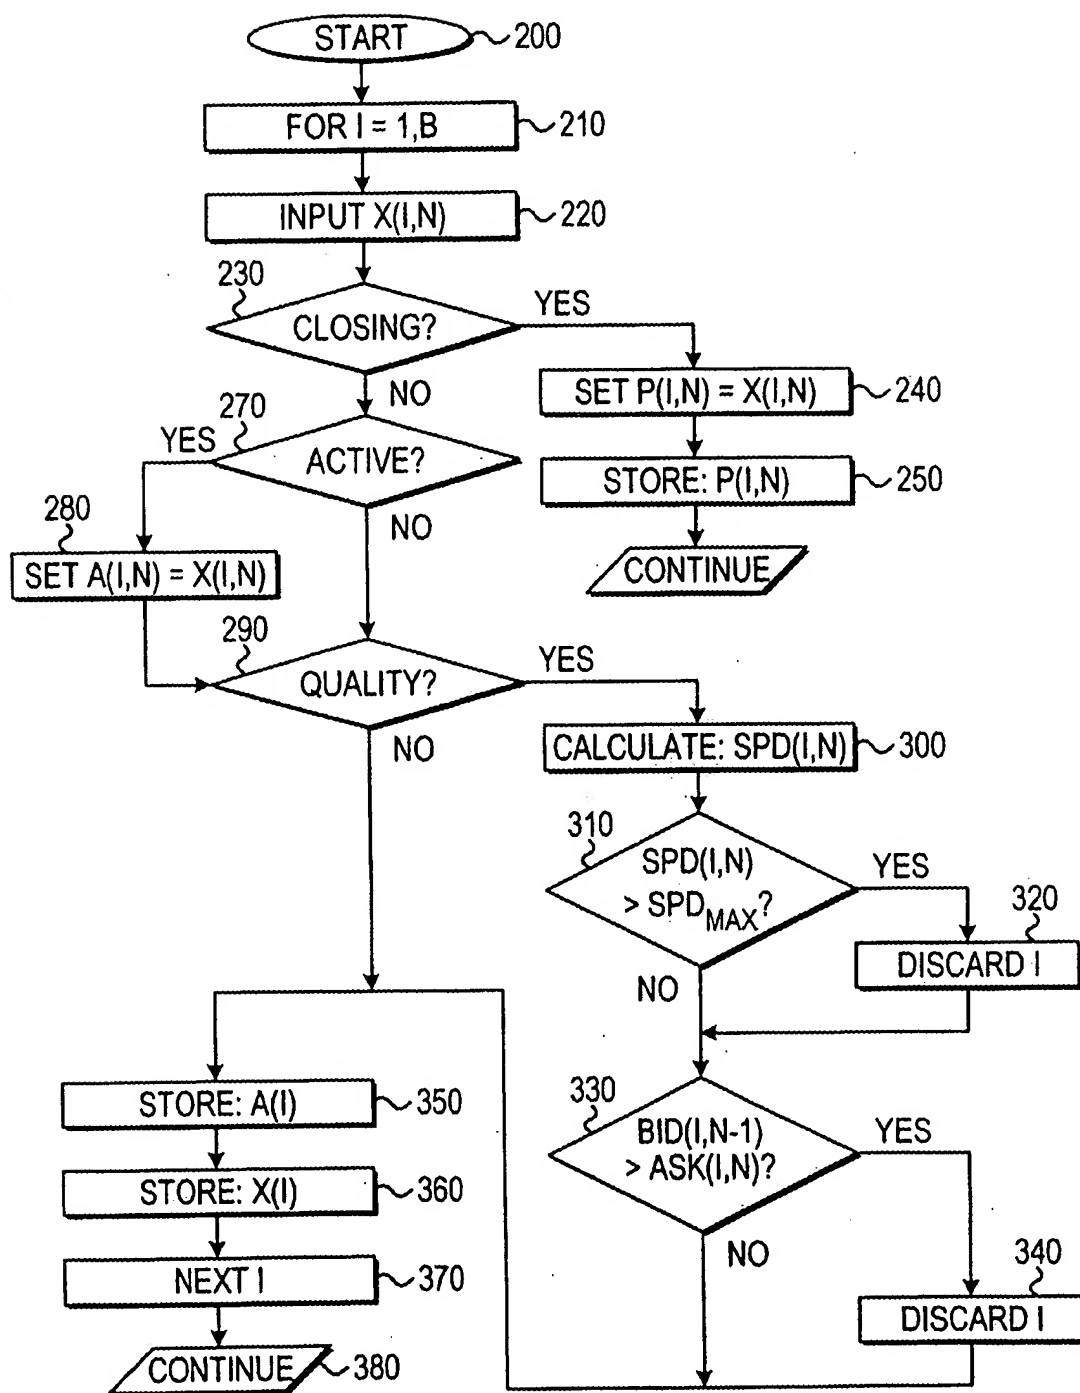 START
200
FOR I = 1,B
210
INPUT X(I,N)
220
230
CLOSING?
YES
NO
SET P(I,N) = X(I,N)
240
STORE: P(I,N)
250
CONTINUE
270
YES
ACTIVE?
NO
280
SET A(I,N) = X(I,N)
290
QUALITY?
YES
NO
CALCULATE: SPD(I,N)
300
310
SPD(I,N)
> SPDMAX?
YES
NO
320
DISCARD I
330
BID(I,N-1)
> ASK(I,N)?
YES
NO
340
DISCARD I
STORE: A(I)
350
STORE: X(I)
360
NEXT I
370
CONTINUE
380